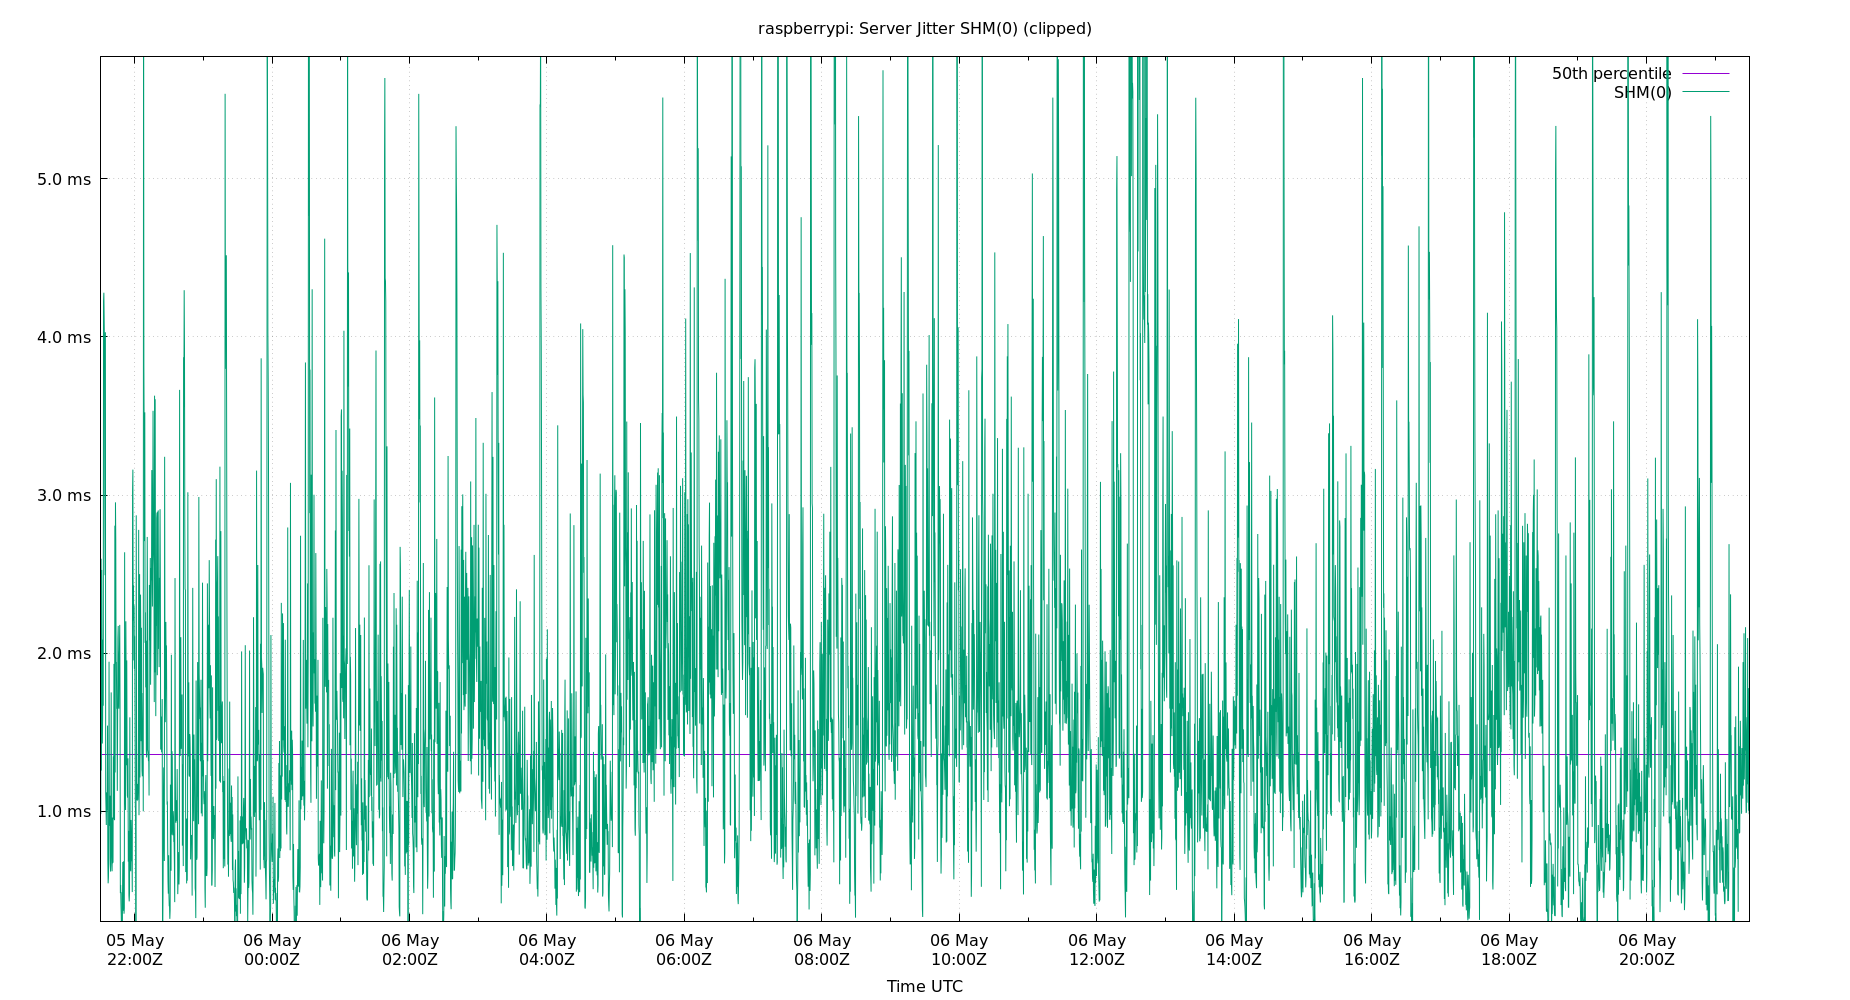 raspberrypi: Server Jitter SHM(0) (clipped)
50th percentile
SHM(0)
5.0 ms
4.0 ms
3.0 ms
2.0 ms
1.0 ms
05 May 06 May 06 May 06 May 06 May 06 May 06 May 06 May 06 May 06 May 06 May 06 May
22:00Z 00:00Z 02:00Z 04:00Z 06:00Z 08:00Z 10:00Z 12:00Z 14:00Z 16:00Z 18:00Z 20:00Z
Time UTC